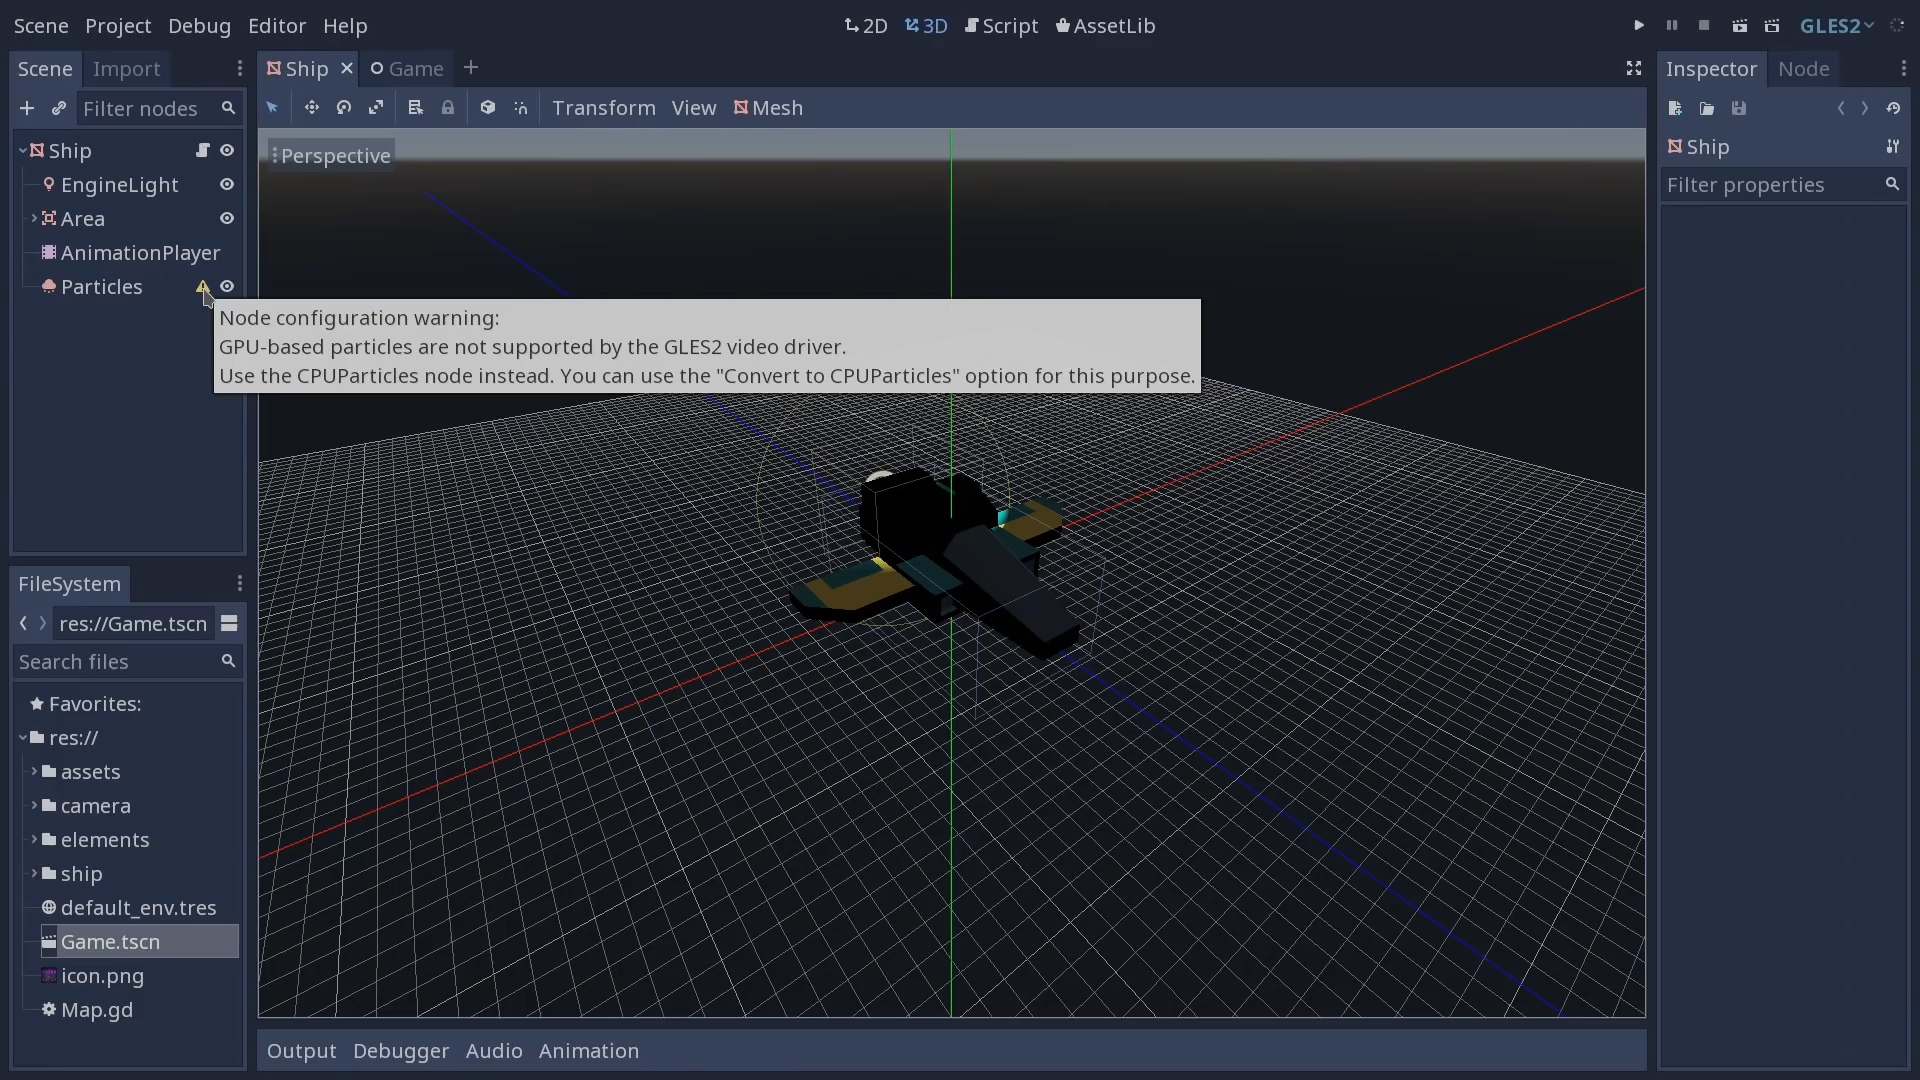 Scene Project Debug Editor Help
2D 3D Script AssetLib
GLES2
Scene Import
Ship Game
Inspector Node
Filter nodes
Transform View Mesh
Ship
EngineLight
Area
AnimationPlayer
Particles
Perspective
Node configuration warning:
GPU-based particles are not supported by the GLES2 video driver.
Use the CPUParticles node instead. You can use the "Convert to CPUParticles" option for this purpose.
Ship
Filter properties
FileSystem
res://Game.tscn
Search files
Favorites:
res://
assets
camera
elements
ship
default_env.tres
Game.tscn
icon.png
Map.gd
Output Debugger Audio Animation